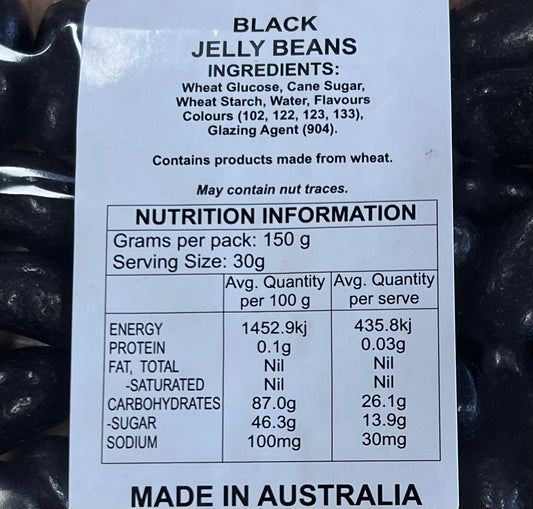 BLACK
JELLY BEANS
INGREDIENTS:
Wheat Glucose, Cane Sugar,
Wheat Starch, Water, Flavours
Colours (102, 122, 123, 133),
Glazing Agent (904).
Contains products made from wheat.
May contain nut traces.
NUTRITION INFORMATION
Grams per pack: 150 g
Serving Size: 30g
Avg. Quantity per 100 g Avg. Quantity per serve
ENERGY 1452.9kj 435.8kj
PROTEIN 0.1g 0.03g
FAT, TOTAL Nil Nil
-SATURATED Nil Nil
CARBOHYDRATES 87.0g 26.1g
-SUGAR 46.3g 13.9g
SODIUM 100mg 30mg
MADE IN AUSTRALIA